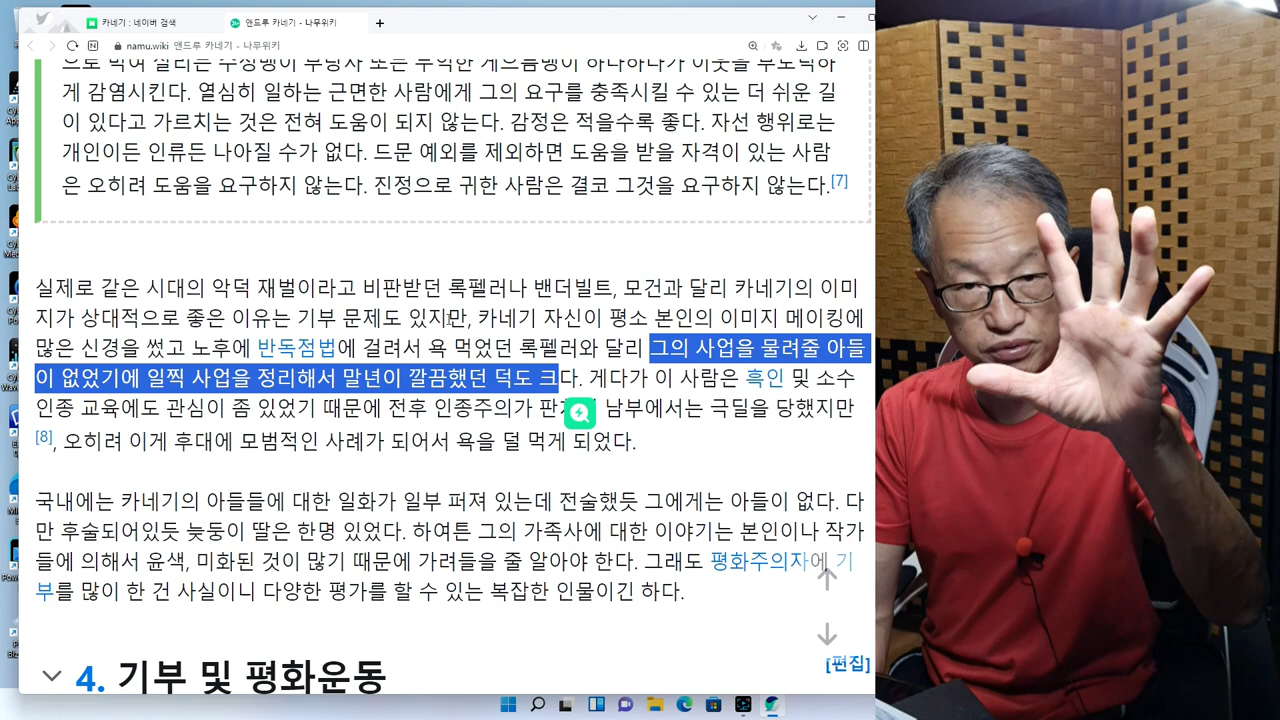 카네기 : 네이버 검색
앤드루 카네기 - 나무위키
namu.wiki 앤드루 카네기 - 나무위키
게 감염시킨다. 열심히 일하는 근면한 사람에게 그의 요구를 충족시킬 수 있는 더 쉬운 길
이 있다고 가르치는 것은 전혀 도움이 되지 않는다. 감정은 적을수록 좋다. 자선 행위로는
개인이든 인류든 나아질 수가 없다. 드문 예외를 제외하면 도움을 받을 자격이 있는 사람
은 오히려 도움을 요구하지 않는다. 진정으로 귀한 사람은 결코 그것을 요구하지 않는다.[7]
실제로 같은 시대의 악덕 재벌이라고 비판받던 록펠러나 밴더빌트, 모건과 달리 카네기의 이미
지가 상대적으로 좋은 이유는 기부 문제도 있지만, 카네기 자신이 평소 본인의 이미지 메이킹에
많은 신경을 썼고 노후에 반독점법에 걸려서 욕 먹었던 록펠러와 달리 그의 사업을 물려줄 아들
이 없었기에 일찍 사업을 정리해서 말년이 깔끔했던 덕도 크다. 게다가 이 사람은 흑인 및 소수
인종 교육에도 관심이 좀 있었기 때문에 전후 인종주의가 남부에서는 극딜을 당했지만
[8], 오히려 이게 후대에 모범적인 사례가 되어서 욕을 덜 먹게 되었다.
국내에는 카네기의 아들들에 대한 일화가 일부 퍼져 있는데 전술했듯 그에게는 아들이 없다. 다
만 후술되어있듯 늦둥이 딸은 한명 있었다. 하여튼 그의 가족사에 대한 이야기는 본인이나 작가
들에 의해서 윤색, 미화된 것이 많기 때문에 가려들을 줄 알아야 한다. 그래도 평화주의자에 기
부를 많이 한 건 사실이니 다양한 평가를 할 수 있는 복잡한 인물이긴 하다.
[편집]
4. 기부 및 평화운동